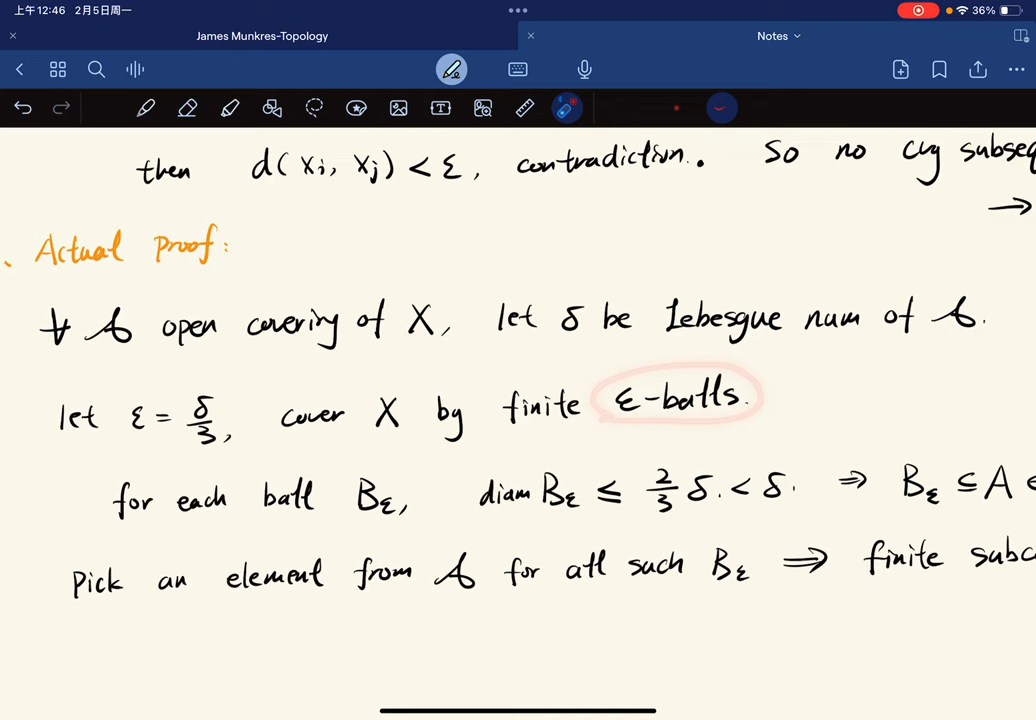 上午12:46 2月5日周一
36%
James Munkres-Topology
Notes
then d(xi, xj) < ε, contradiction. So no cvg subseq
→
Actual Proof:
∀ 𝒜 open covering of X, let δ be Lebesgue num of 𝒜.
let ε = δ/3, cover X by finite ε-balls.
for each ball Bε, diam Bε ≤ 2/3 δ. < δ. ⇒ Bε ⊆ A ∈
Pick an element from 𝒜 for all such Bε ⇒ finite subc